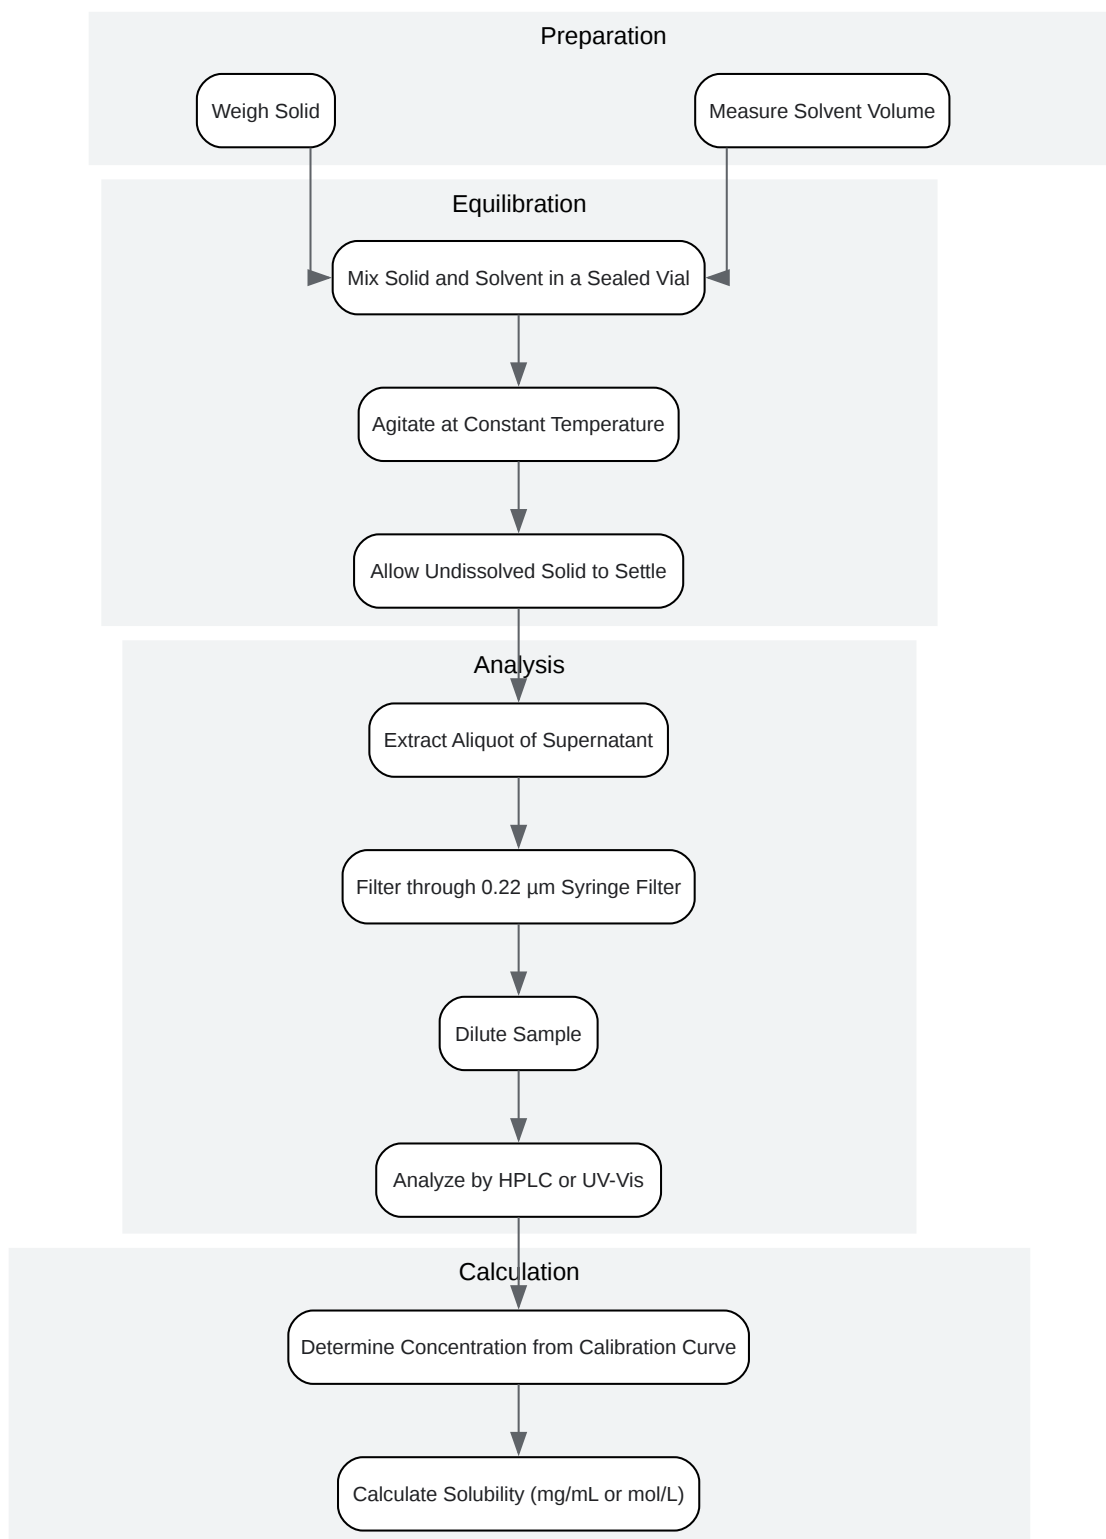 Preparation
Weigh Solid
Measure Solvent Volume
Equilibration
Mix Solid and Solvent in a Sealed Vial
Agitate at Constant Temperature
Allow Undissolved Solid to Settle
Analysis
Extract Aliquot of Supernatant
Filter through 0.22 µm Syringe Filter
Dilute Sample
Analyze by HPLC or UV-Vis
Calculation
Determine Concentration from Calibration Curve
Calculate Solubility (mg/mL or mol/L)